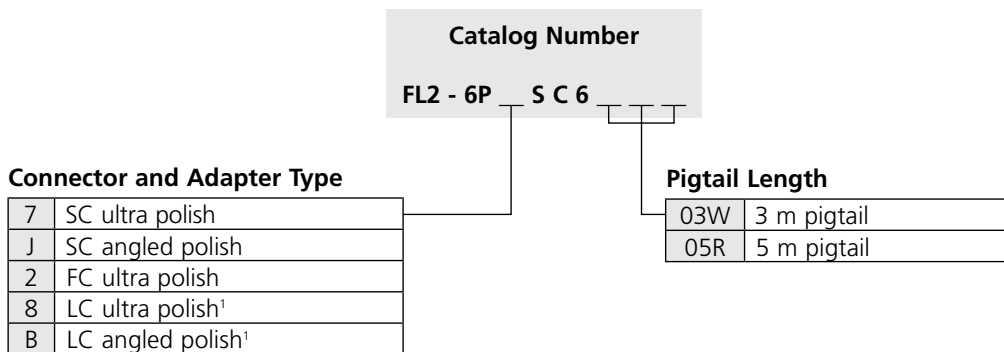 Catalog Number
FL2 - 6P __ S C 6 __ __ __
Connector and Adapter Type
7 SC ultra polish
J SC angled polish
2 FC ultra polish
8 LC ultra polish¹
B LC angled polish¹
Pigtail Length
03W 3 m pigtail
05R 5 m pigtail